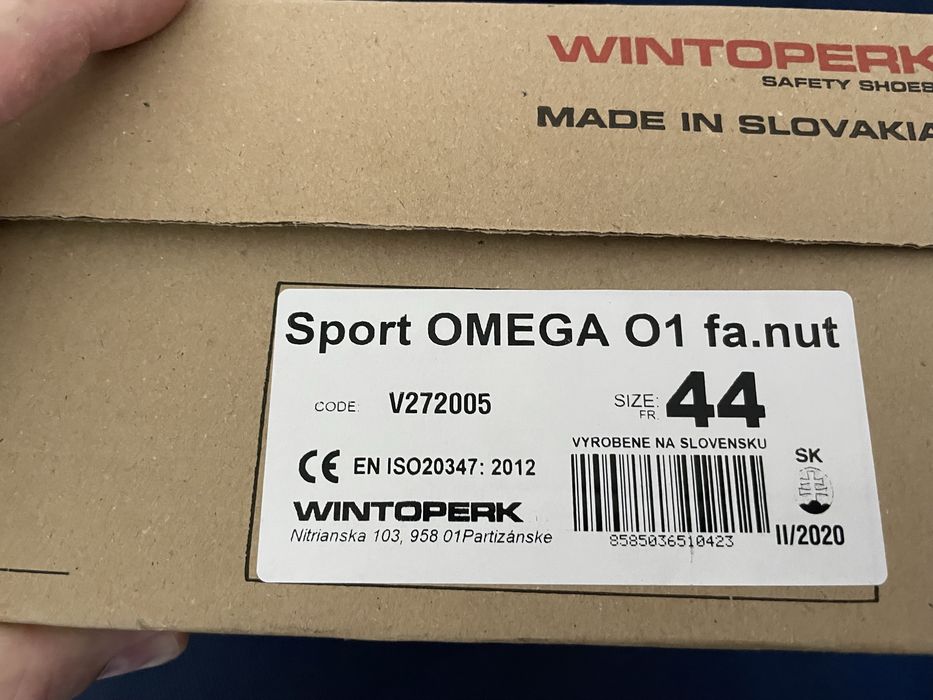 WINTOPERK
SAFETY SHOES
MADE IN SLOVAKIA
Sport OMEGA O1 fa.nut
CODE: V272005
SIZE: 44
FR.
VYROBENE NA SLOVENSKU
CE EN ISO20347: 2012
SK
WINTOPERK
Nitrianska 103, 958 01Partizánske
8585036510423
II/2020